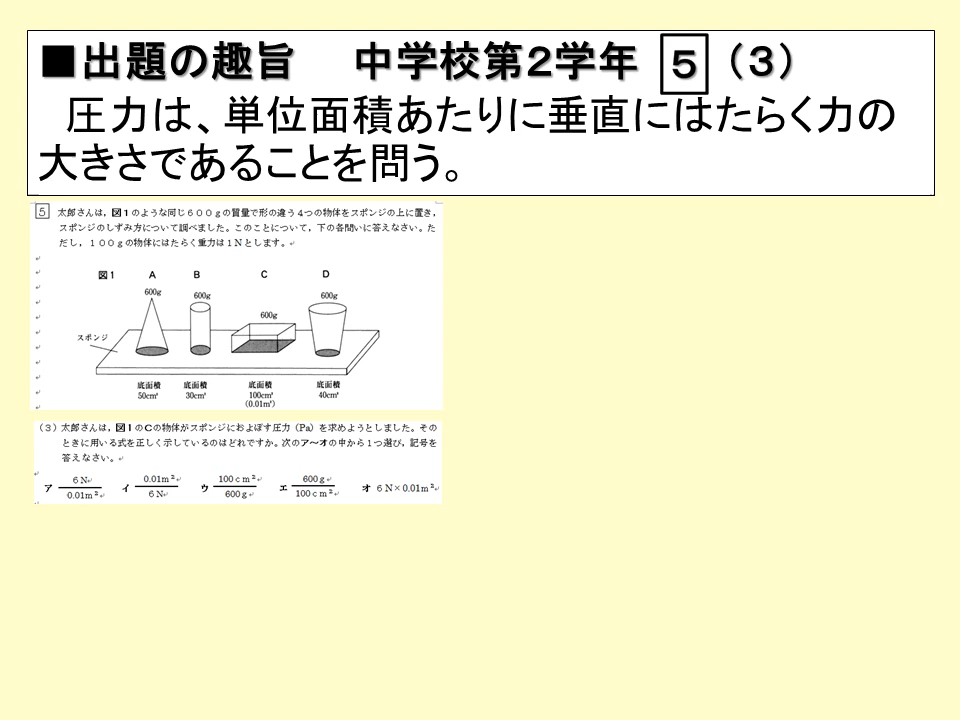 ■出題の趣旨　中学校第２学年　５　（３）
圧力は、単位面積あたりに垂直にはたらく力の
大きさであることを問う。
５　太郎さんは，図１のような同じ６００ｇの質量で形の違う４つの物体をスポンジの上に置き，
スポンジのしずみ方について調べました。このことについて，下の各問いに答えなさい。た
だし，１００ｇの物体にはたらく重力は１Ｎとします。
図１　A　B　C　D
600g　600g　600g　600g
スポンジ
底面積　底面積　底面積　底面積
50cm²　30cm²　100cm²　40cm²
(0.01m²)
（３）太郎さんは，図１のＣの物体がスポンジにおよぼす圧力（Pa）を求めようとしました。その
ときに用いる式を正しく示しているのはどれですか。次のア～オの中から１つ選び，記号を
答えなさい。
ア　６Ｎ／0.01ｍ²　イ　0.01ｍ²／６Ｎ　ウ　100ｃｍ²／600ｇ　エ　600ｇ／100ｃｍ²　オ　６Ｎ×0.01ｍ²